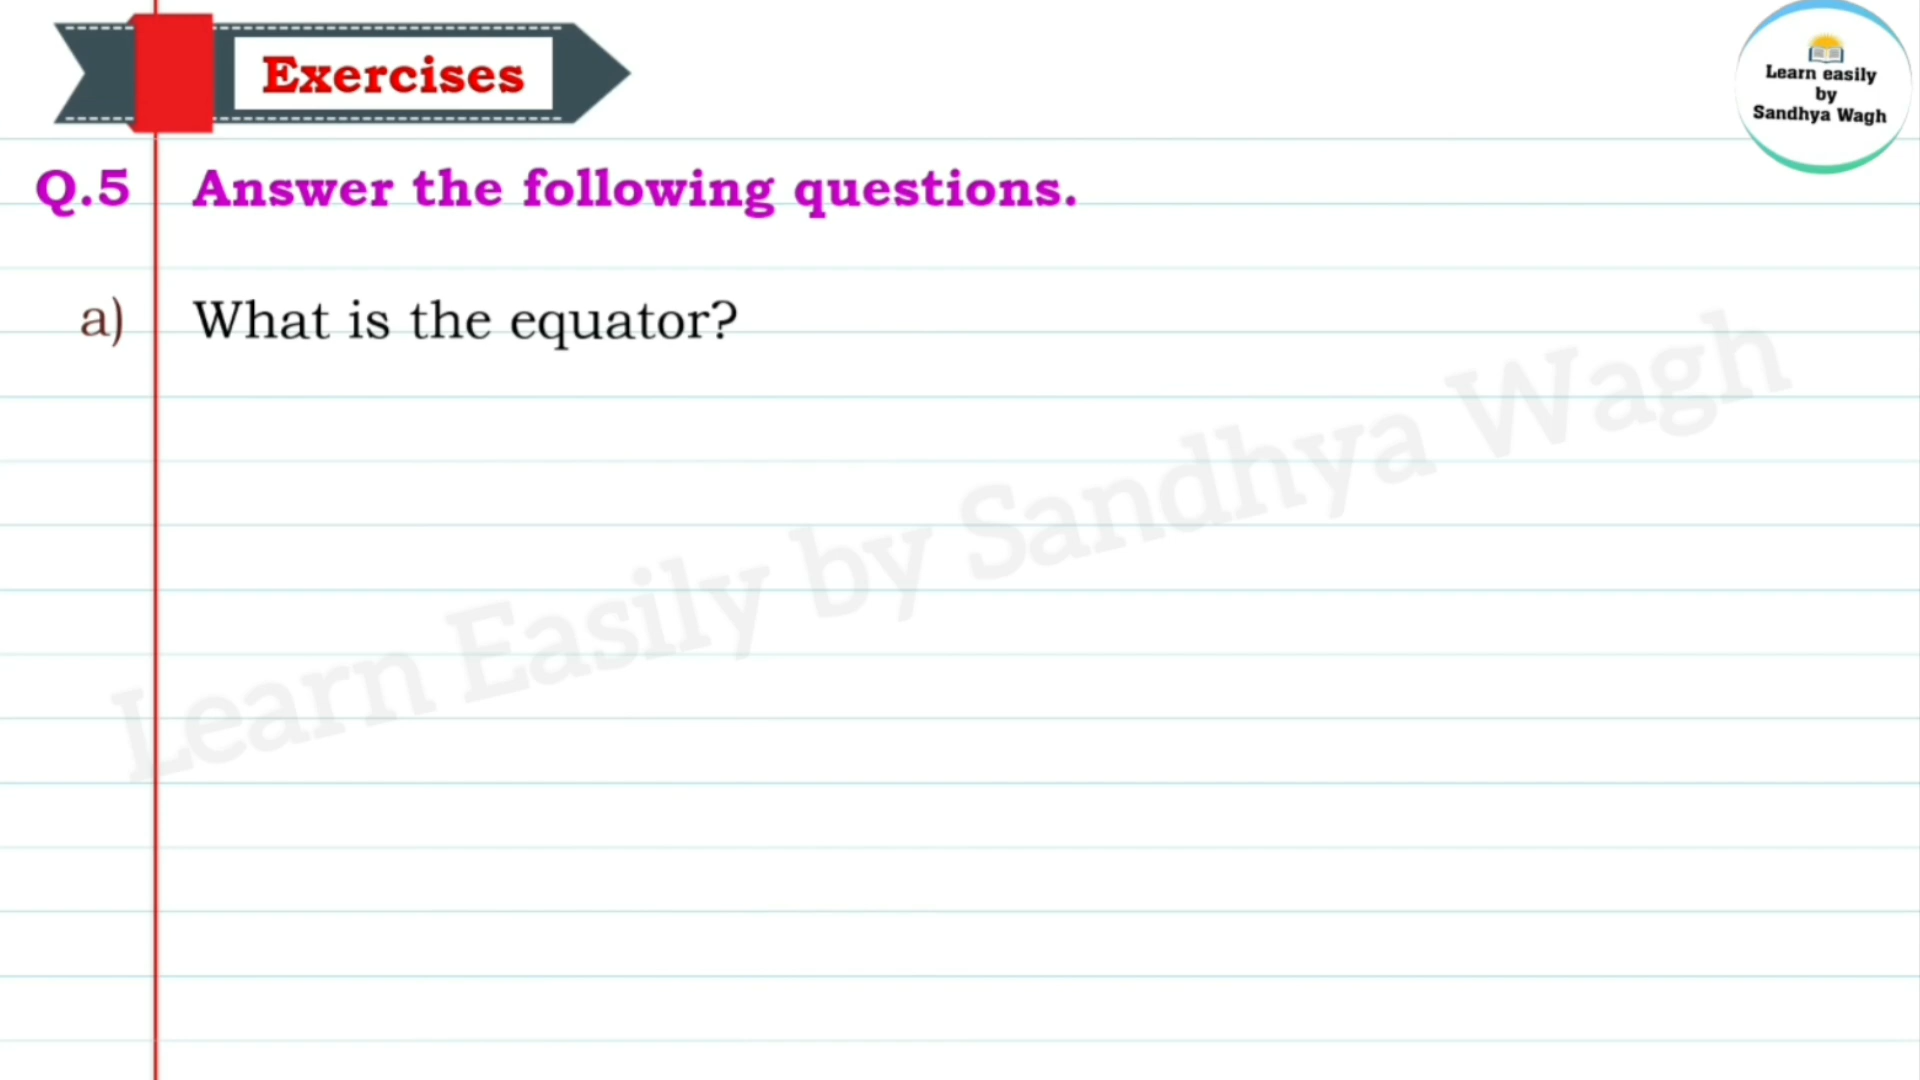 Exercises
Learn easily
by
Sandhya Wagh
Q.5 Answer the following questions.
a) What is the equator?
Learn Easily by Sandhya Wagh